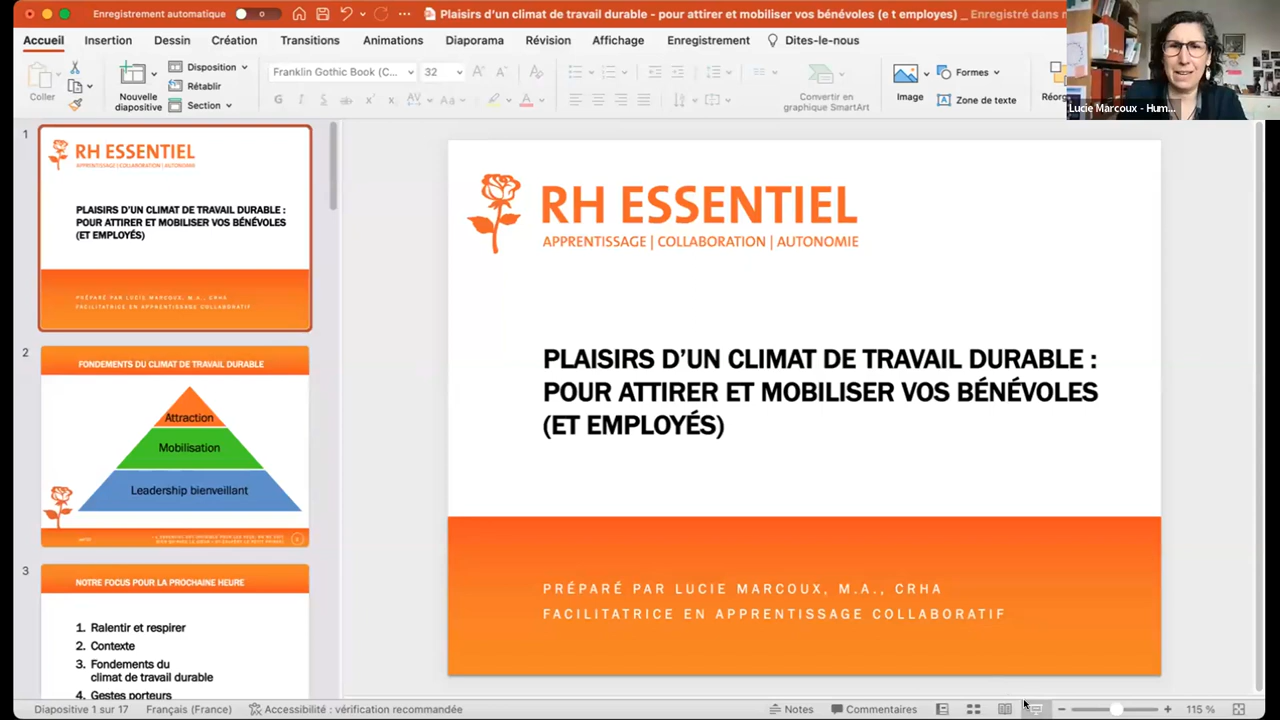 Enregistrement automatique
Plaisirs d'un climat de travail durable - pour attirer et mobiliser vos bénévoles (e t employes) _ Enregistré dans m
Accueil Insertion Dessin Création Transitions Animations Diaporama Révision Affichage Enregistrement Dites-le-nous
Coller
Nouvelle diapositive
Disposition
Rétablir
Section
Franklin Gothic Book (C... 32
G I S
Convertir en graphique SmartArt
Image
Formes
Zone de texte
Réorg
Lucie Marcoux - Hum...
1
RH ESSENTIEL
APPRENTISSAGE | COLLABORATION | AUTONOMIE
PLAISIRS D'UN CLIMAT DE TRAVAIL DURABLE :
POUR ATTIRER ET MOBILISER VOS BÉNÉVOLES
(ET EMPLOYÉS)
PRÉPARÉ PAR LUCIE MARCOUX, M.A., CRHA
FACILITATRICE EN APPRENTISSAGE COLLABORATIF
2
FONDEMENTS DU CLIMAT DE TRAVAIL DURABLE
Attraction
Mobilisation
Leadership bienveillant
3
NOTRE FOCUS POUR LA PROCHAINE HEURE
1. Ralentir et respirer
2. Contexte
3. Fondements du
climat de travail durable
4. Gestes porteurs
RH ESSENTIEL
APPRENTISSAGE | COLLABORATION | AUTONOMIE
PLAISIRS D'UN CLIMAT DE TRAVAIL DURABLE :
POUR ATTIRER ET MOBILISER VOS BÉNÉVOLES
(ET EMPLOYÉS)
PRÉPARÉ PAR LUCIE MARCOUX, M.A., CRHA
FACILITATRICE EN APPRENTISSAGE COLLABORATIF
Diapositive 1 sur 17 Français (France) Accessibilité : vérification recommandée Notes Commentaires 115 %